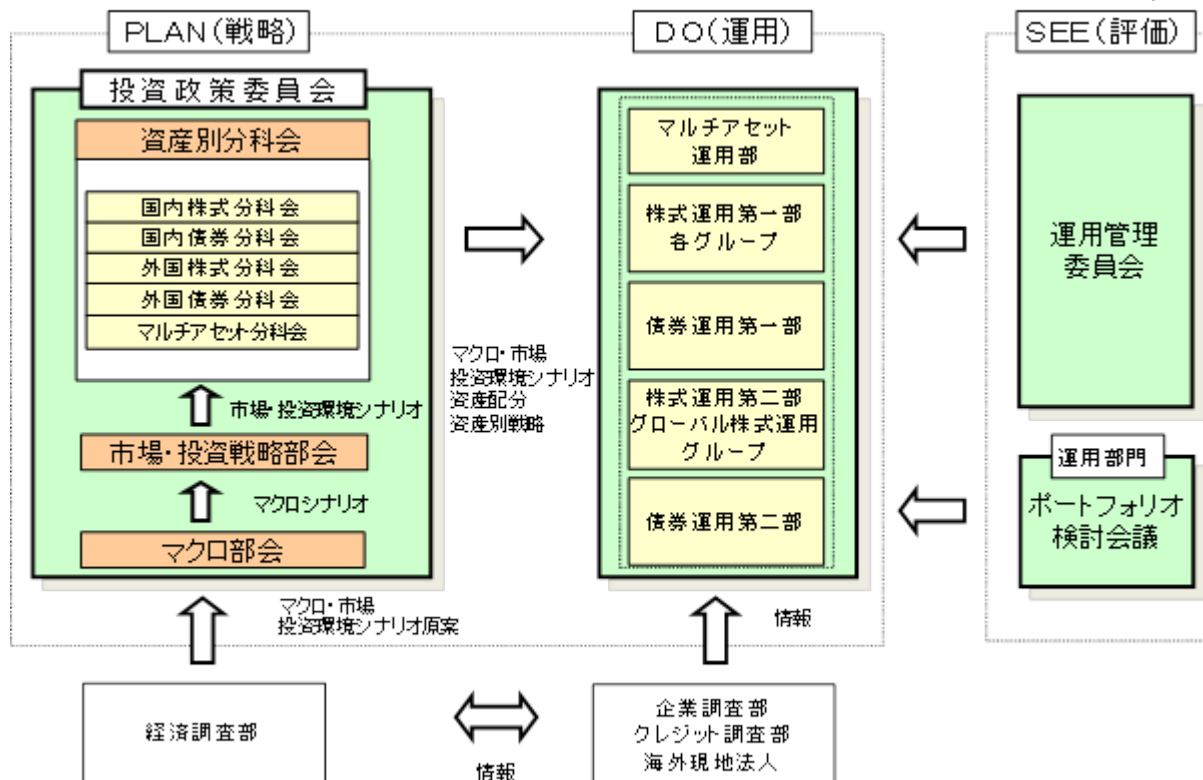 PLAN(戦略)
投資政策委員会
資産別分科会
国内株式分科会
国内債券分科会
外国株式分科会
外国債券分科会
マルチアセット分科会
市場・投資環境シナリオ
市場・投資戦略部会
マクロシナリオ
マクロ部会
マクロ・市場
投資環境シナリオ原案
経済調査部
マクロ・市場
投資環境シナリオ
資産配分
資産別戦略
DO(運用)
マルチアセット
運用部
株式運用第一部
各グループ
債券運用第一部
株式運用第二部
グローバル株式運用
グループ
債券運用第二部
情報
情報
企業調査部
クレジット調査部
海外現地法人
SEE(評価)
運用管理
委員会
運用部門
ポートフォリオ
検討会議